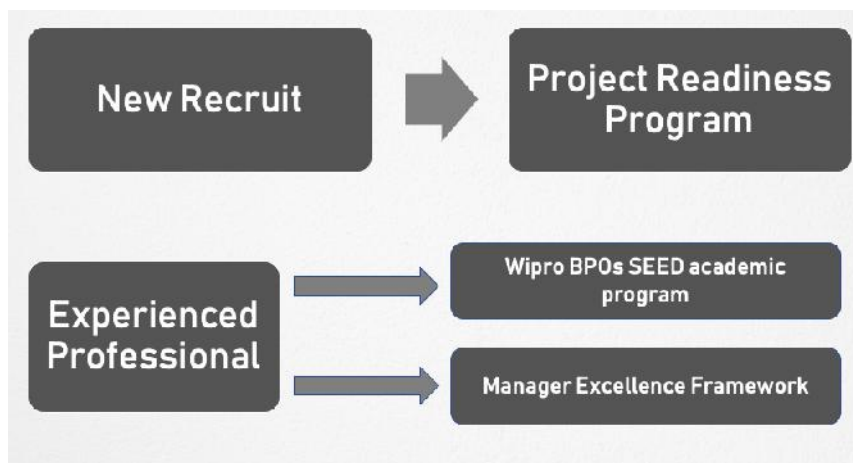 New Recruit
Project Readiness
Program
Experienced
Professional
Wipro BPOs SEED academic
program
Manager Excellence Framework